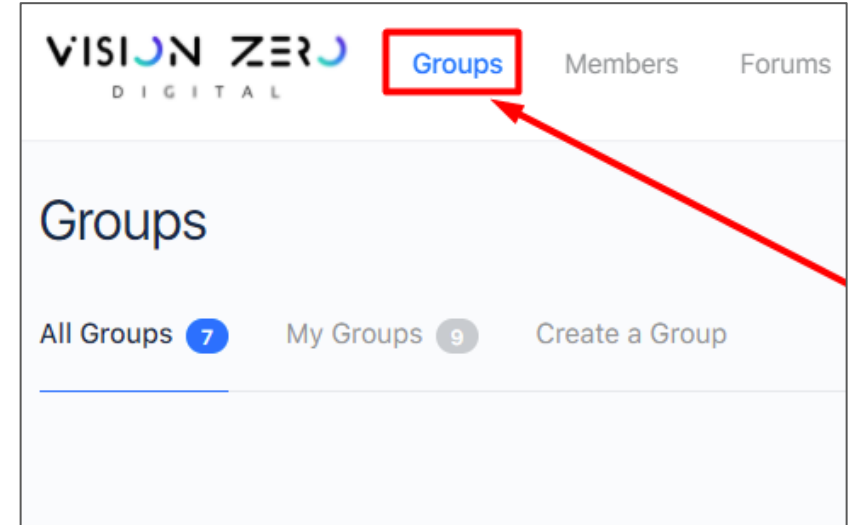 VISION ZERO
DIGITAL
Groups Members Forums
Groups
All Groups 7 My Groups 9 Create a Group